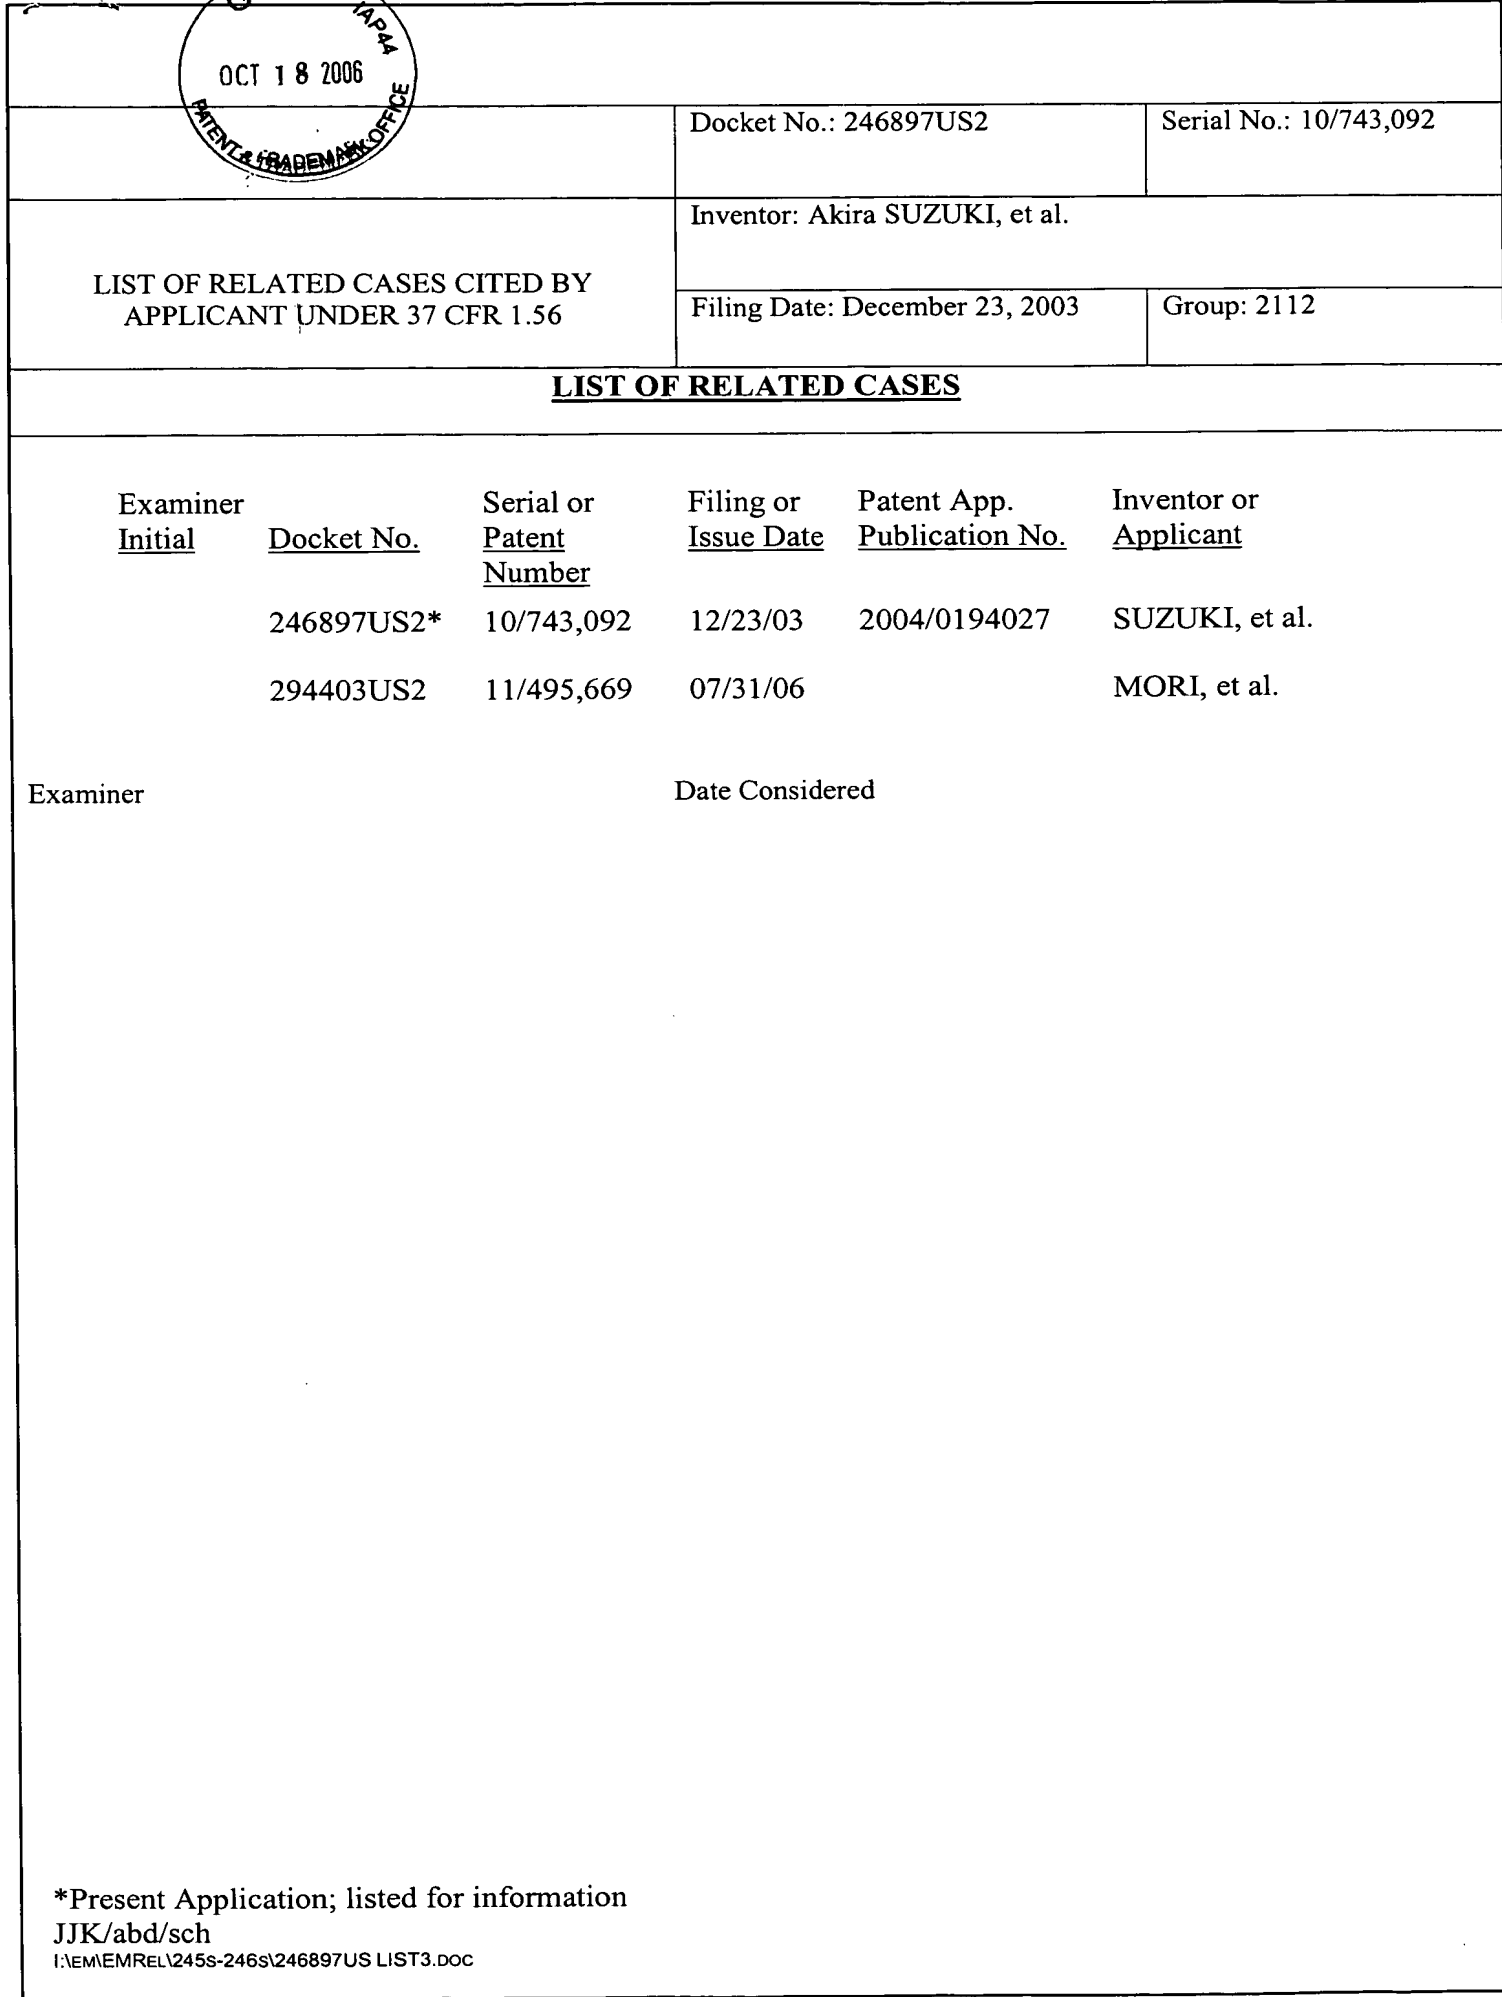 IAP44
OCT 18 2006
PATENT & TRADEMARK OFFICE
Docket No.: 246897US2
Serial No.: 10/743,092
Inventor: Akira SUZUKI, et al.
LIST OF RELATED CASES CITED BY
APPLICANT UNDER 37 CFR 1.56
Filing Date: December 23, 2003
Group: 2112
LIST OF RELATED CASES
Examiner Serial or Filing or Patent App. Inventor or
Initial Docket No. Patent Issue Date Publication No. Applicant
Number
246897US2* 10/743,092 12/23/03 2004/0194027 SUZUKI, et al.
294403US2 11/495,669 07/31/06 MORI, et al.
Examiner Date Considered
*Present Application; listed for information
JJK/abd/sch
I:\EM\EMREL\245S-246S\246897US LIST3.DOC